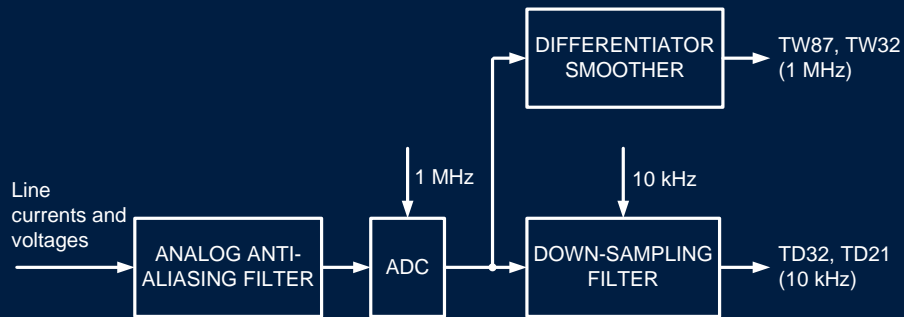 DIFFERENTIATOR
SMOOTHER
TW87, TW32
(1 MHz)
1 MHz
10 kHz
Line
currents and
voltages
ANALOG ANTI-
ALIASING FILTER
ADC
DOWN-SAMPLING
FILTER
TD32, TD21
(10 kHz)